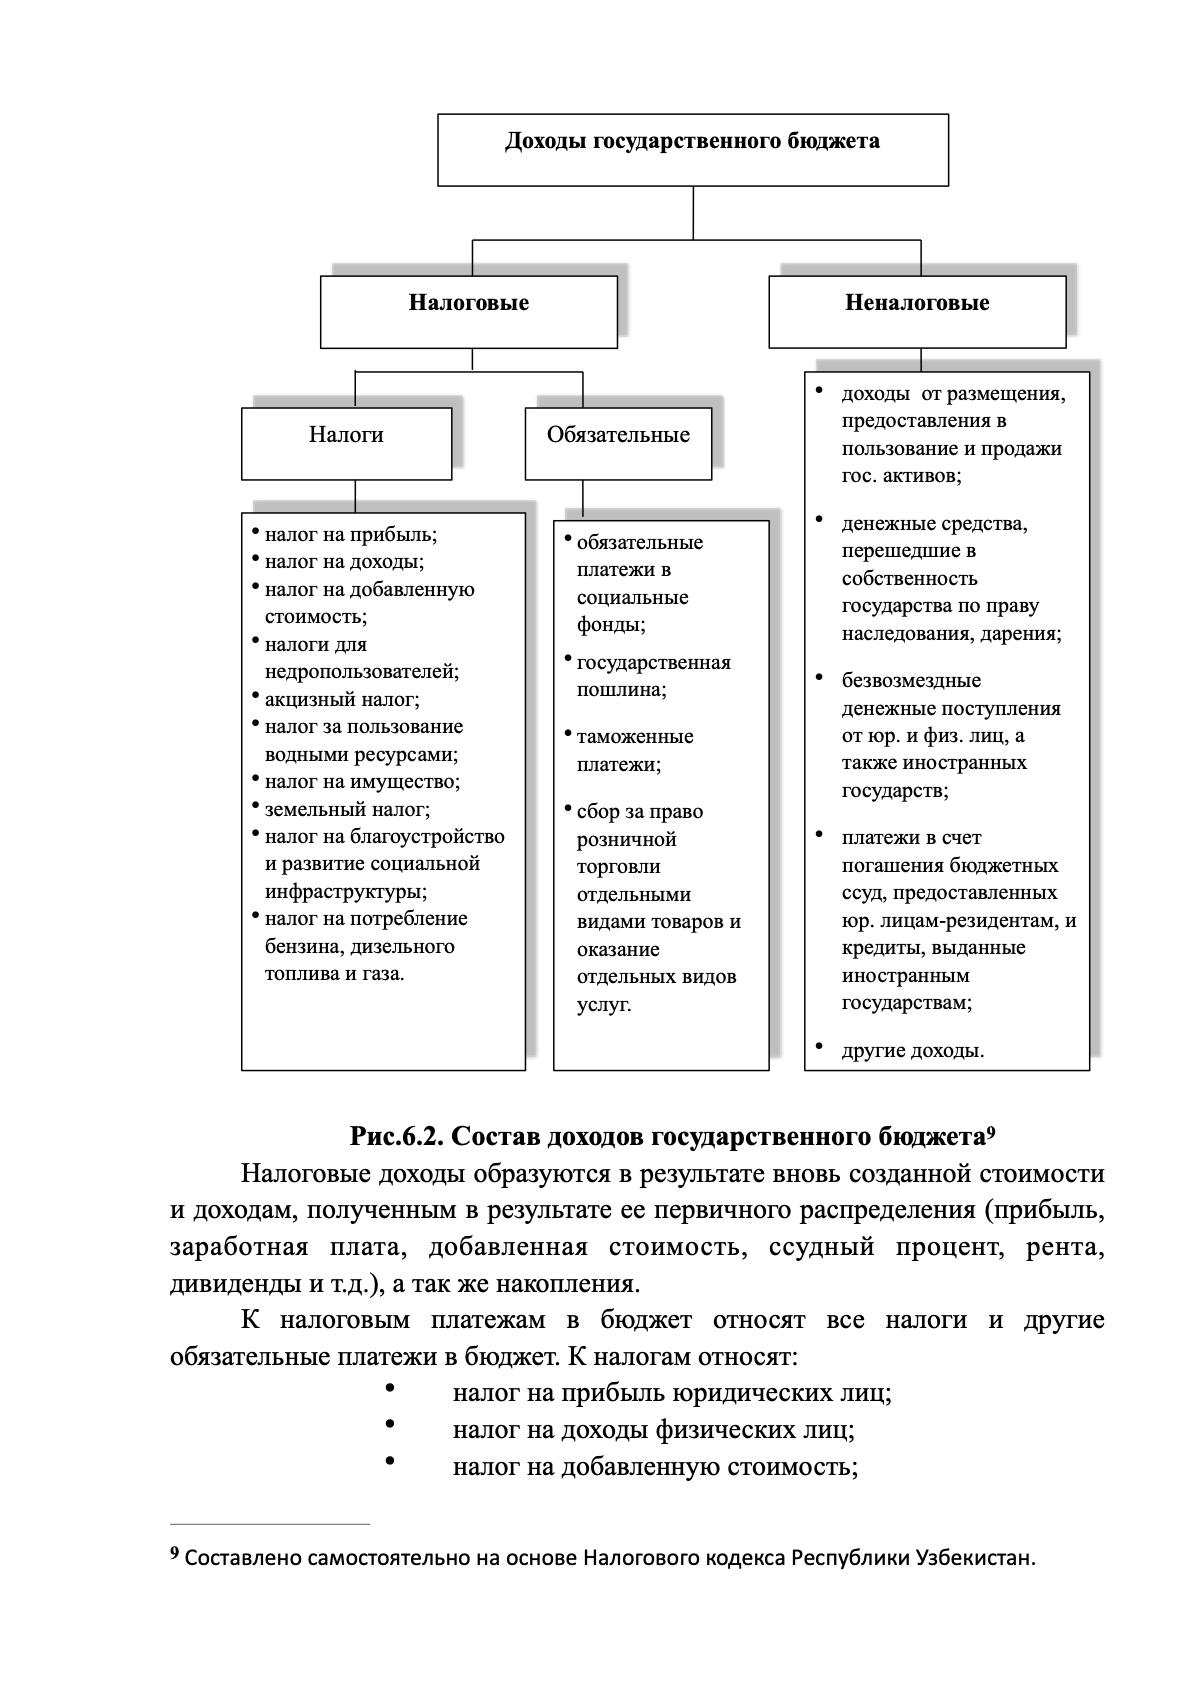 Доходы государственного бюджета
Налоговые
Неналоговые
Налоги
Обязательные
• налог на прибыль;
• налог на доходы;
• налог на добавленную
стоимость;
• налоги для
недропользователей;
• акцизный налог;
• налог за пользование
водными ресурсами;
• налог на имущество;
• земельный налог;
• налог на благоустройство
и развитие социальной
инфраструктуры;
• налог на потребление
бензина, дизельного
топлива и газа.
• обязательные
платежи в
социальные
фонды;
• государственная
пошлина;
• таможенные
платежи;
• сбор за право
розничной
торговли
отдельными
видами товаров и
оказание
отдельных видов
услуг.
• доходы от размещения,
предоставления в
пользование и продажи
гос. активов;
• денежные средства,
перешедшие в
собственность
государства по праву
наследования, дарения;
• безвозмездные
денежные поступления
от юр. и физ. лиц, а
также иностранных
государств;
• платежи в счет
погашения бюджетных
ссуд, предоставленных
юр. лицам-резидентам, и
кредиты, выданные
иностранным
государствам;
• другие доходы.
Рис.6.2. Состав доходов государственного бюджета⁹
Налоговые доходы образуются в результате вновь созданной стоимости
и доходам, полученным в результате ее первичного распределения (прибыль,
заработная плата, добавленная стоимость, ссудный процент, рента,
дивиденды и т.д.), а так же накопления.
К налоговым платежам в бюджет относят все налоги и другие
обязательные платежи в бюджет. К налогам относят:
• налог на прибыль юридических лиц;
• налог на доходы физических лиц;
• налог на добавленную стоимость;
⁹ Составлено самостоятельно на основе Налогового кодекса Республики Узбекистан.